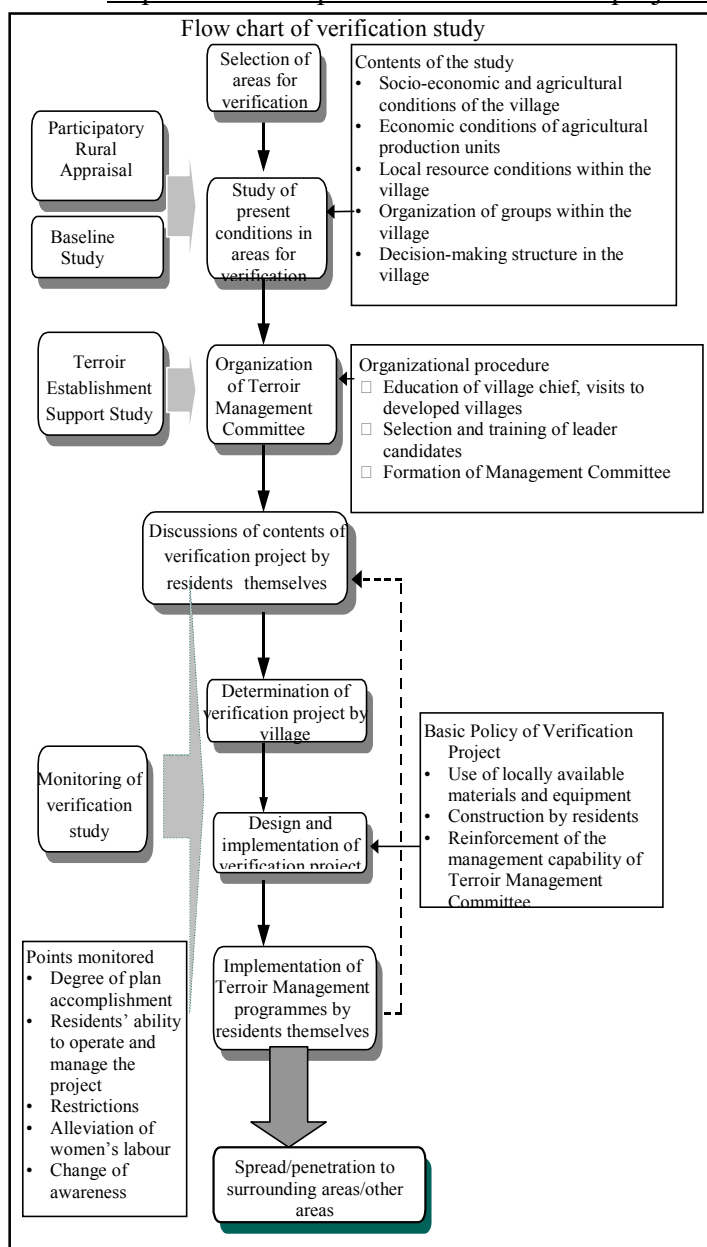 Flow chart of verification study
Selection of
areas for
verification
Contents of the study
• Socio-economic and agricultural
conditions of the village
• Economic conditions of agricultural
production units
• Local resource conditions within the
village
• Organization of groups within the
village
• Decision-making structure in the
village
Participatory
Rural
Appraisal
Baseline
Study
Study of
present
conditions in
areas for
verification
Terroir
Establishment
Support Study
Organization
of Terroir
Management
Committee
Organizational procedure
□ Education of village chief, visits to
developed villages
□ Selection and training of leader
candidates
□ Formation of Management Committee
Discussions of contents of
verification project by
residents themselves
Determination of
verification project by
village
Basic Policy of Verification
Project
• Use of locally available
materials and equipment
• Construction by residents
• Reinforcement of the
management capability of
Terroir Management
Committee
Monitoring of
verification
study
Design and
implementation of
verification project
Points monitored
• Degree of plan
accomplishment
• Residents' ability
to operate and
manage the
project
• Restrictions
• Alleviation of
women's labour
• Change of
awareness
Implementation of
Terroir Management
programmes by
residents themselves
Spread/penetration to
surrounding areas/other
areas